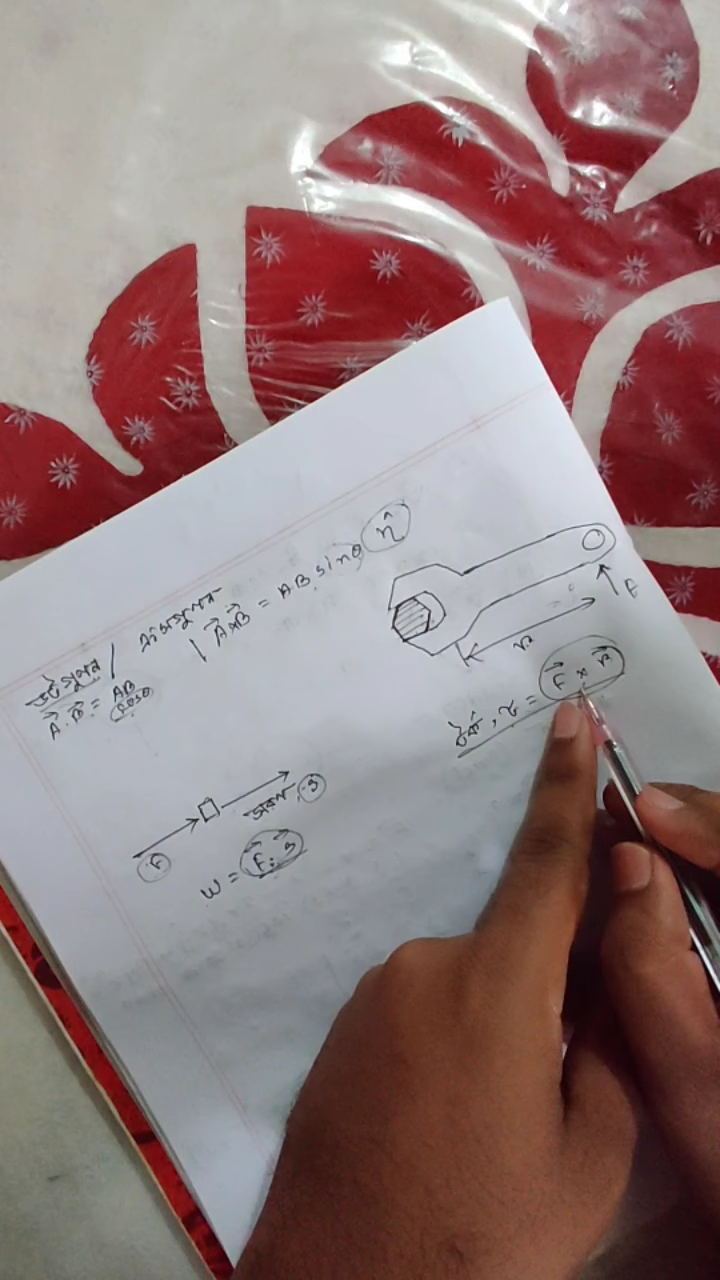 ডট গুণন / ক্রস গুণন
A⃗.B⃗ = AB cosθ | A⃗×B⃗ = AB sinθ n̂
F
r
টর্ক, τ = F⃗ × r⃗
F
সরণ, s
W = F⃗. s⃗